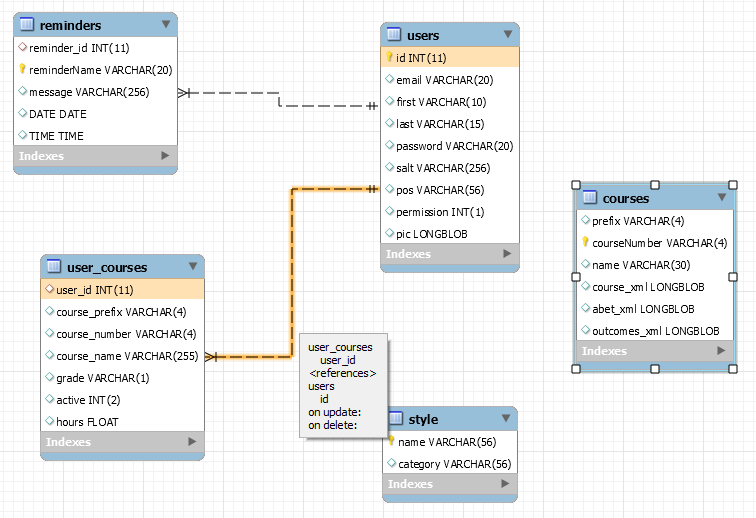 reminders
reminder_id INT(11)
reminderName VARCHAR(20)
message VARCHAR(256)
DATE DATE
TIME TIME
Indexes
users
id INT(11)
email VARCHAR(20)
first VARCHAR(10)
last VARCHAR(15)
password VARCHAR(20)
salt VARCHAR(256)
pos VARCHAR(56)
permission INT(1)
pic LONGBLOB
Indexes
courses
prefix VARCHAR(4)
courseNumber VARCHAR(4)
name VARCHAR(30)
course_xml LONGBLOB
abet_xml LONGBLOB
outcomes_xml LONGBLOB
Indexes
user_courses
user_id INT(11)
course_prefix VARCHAR(4)
course_number VARCHAR(4)
course_name VARCHAR(255)
grade VARCHAR(1)
active INT(2)
hours FLOAT
Indexes
user_courses
user_id
<references>
users
id
on update:
on delete:
style
name VARCHAR(56)
category VARCHAR(56)
Indexes